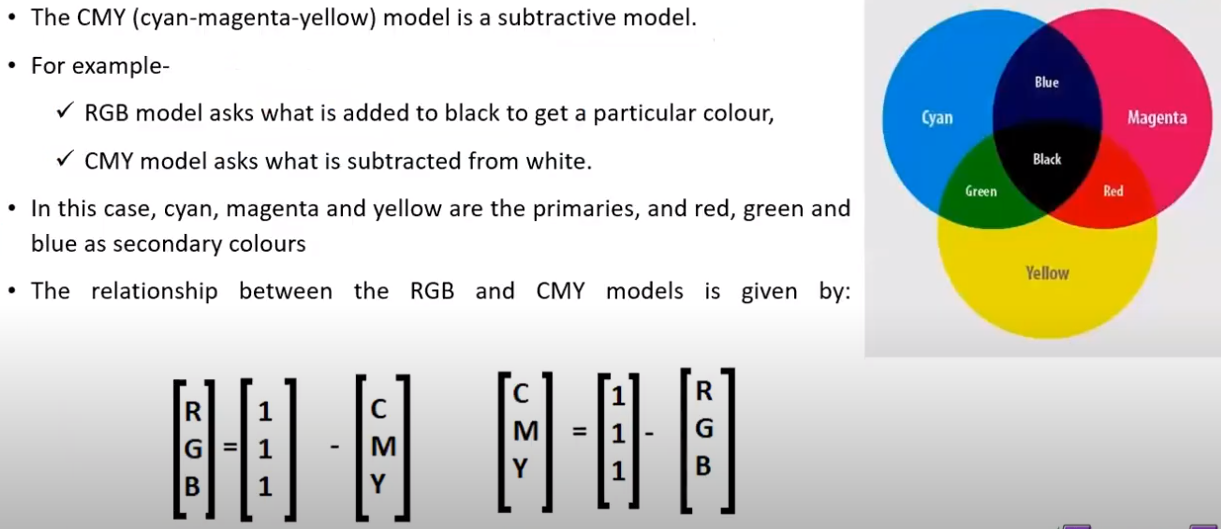 • The CMY (cyan-magenta-yellow) model is a subtractive model.
• For example-
✓ RGB model asks what is added to black to get a particular colour,
✓ CMY model asks what is subtracted from white.
• In this case, cyan, magenta and yellow are the primaries, and red, green and
blue as secondary colours
• The relationship between the RGB and CMY models is given by:
Blue
Cyan
Magenta
Black
Green
Red
Yellow
[R G B] = [1 1 1] - [C M Y]
[C M Y] = [1 1 1] - [R G B]